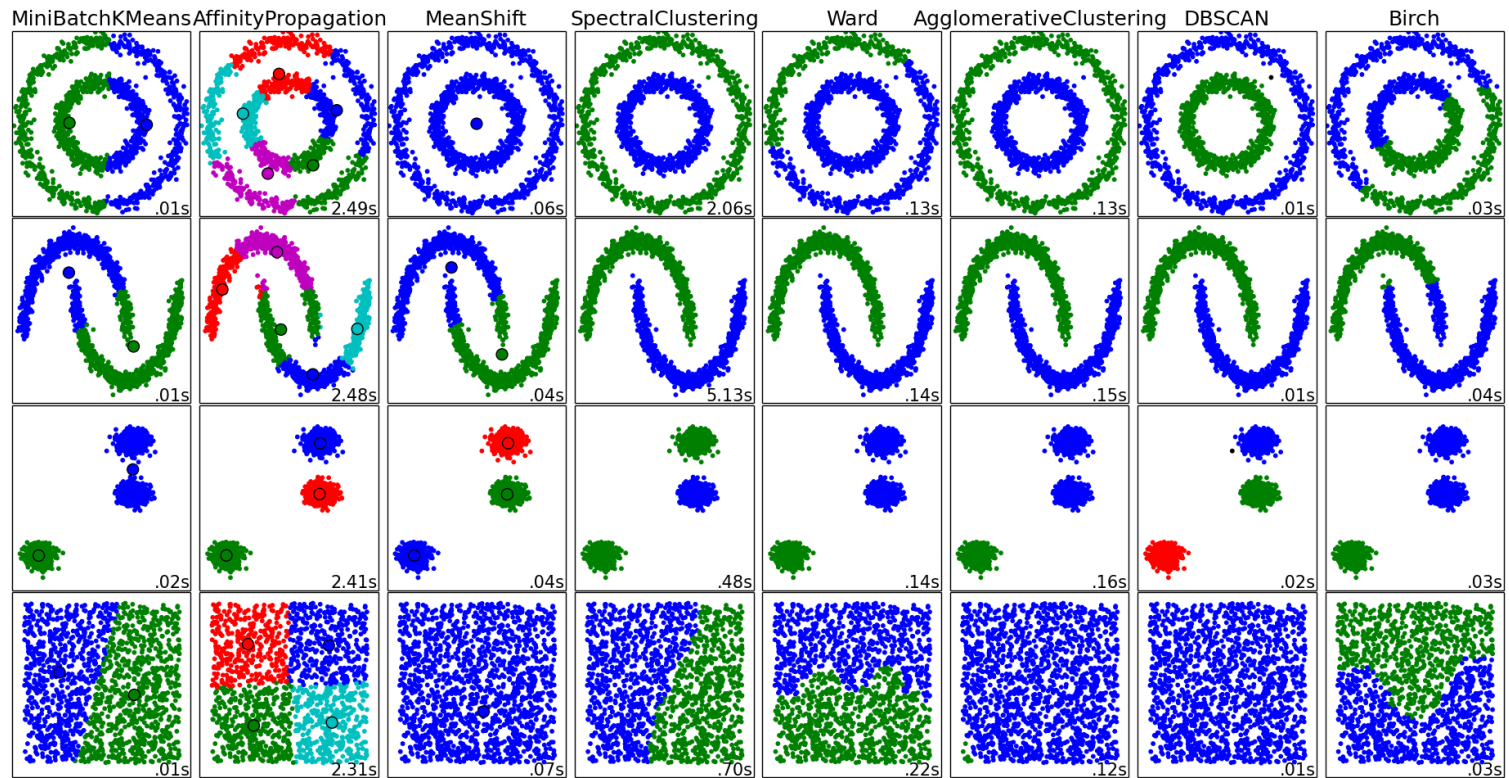 MiniBatchKMeans AffinityPropagation MeanShift SpectralClustering Ward AgglomerativeClustering DBSCAN Birch
.01s 2.49s .06s 2.06s .13s .13s .01s .03s
.01s 2.48s .04s 5.13s .14s .15s .01s .04s
.02s 2.41s .04s .48s .14s .16s .02s .03s
.01s 2.31s .07s .70s .22s .12s .01s .03s